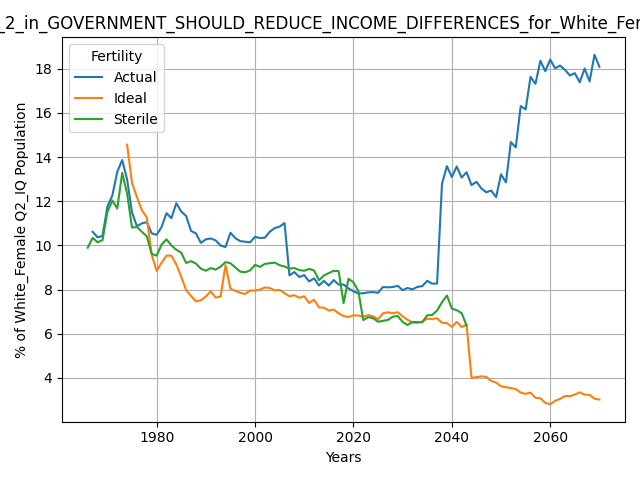 _2_in_GOVERNMENT_SHOULD_REDUCE_INCOME_DIFFERENCES_for_White_Fem
Fertility
Actual
Ideal
Sterile
% of White_Female Q2_IQ Population
18
16
14
12
10
8
6
4
1980 2000 2020 2040 2060
Years